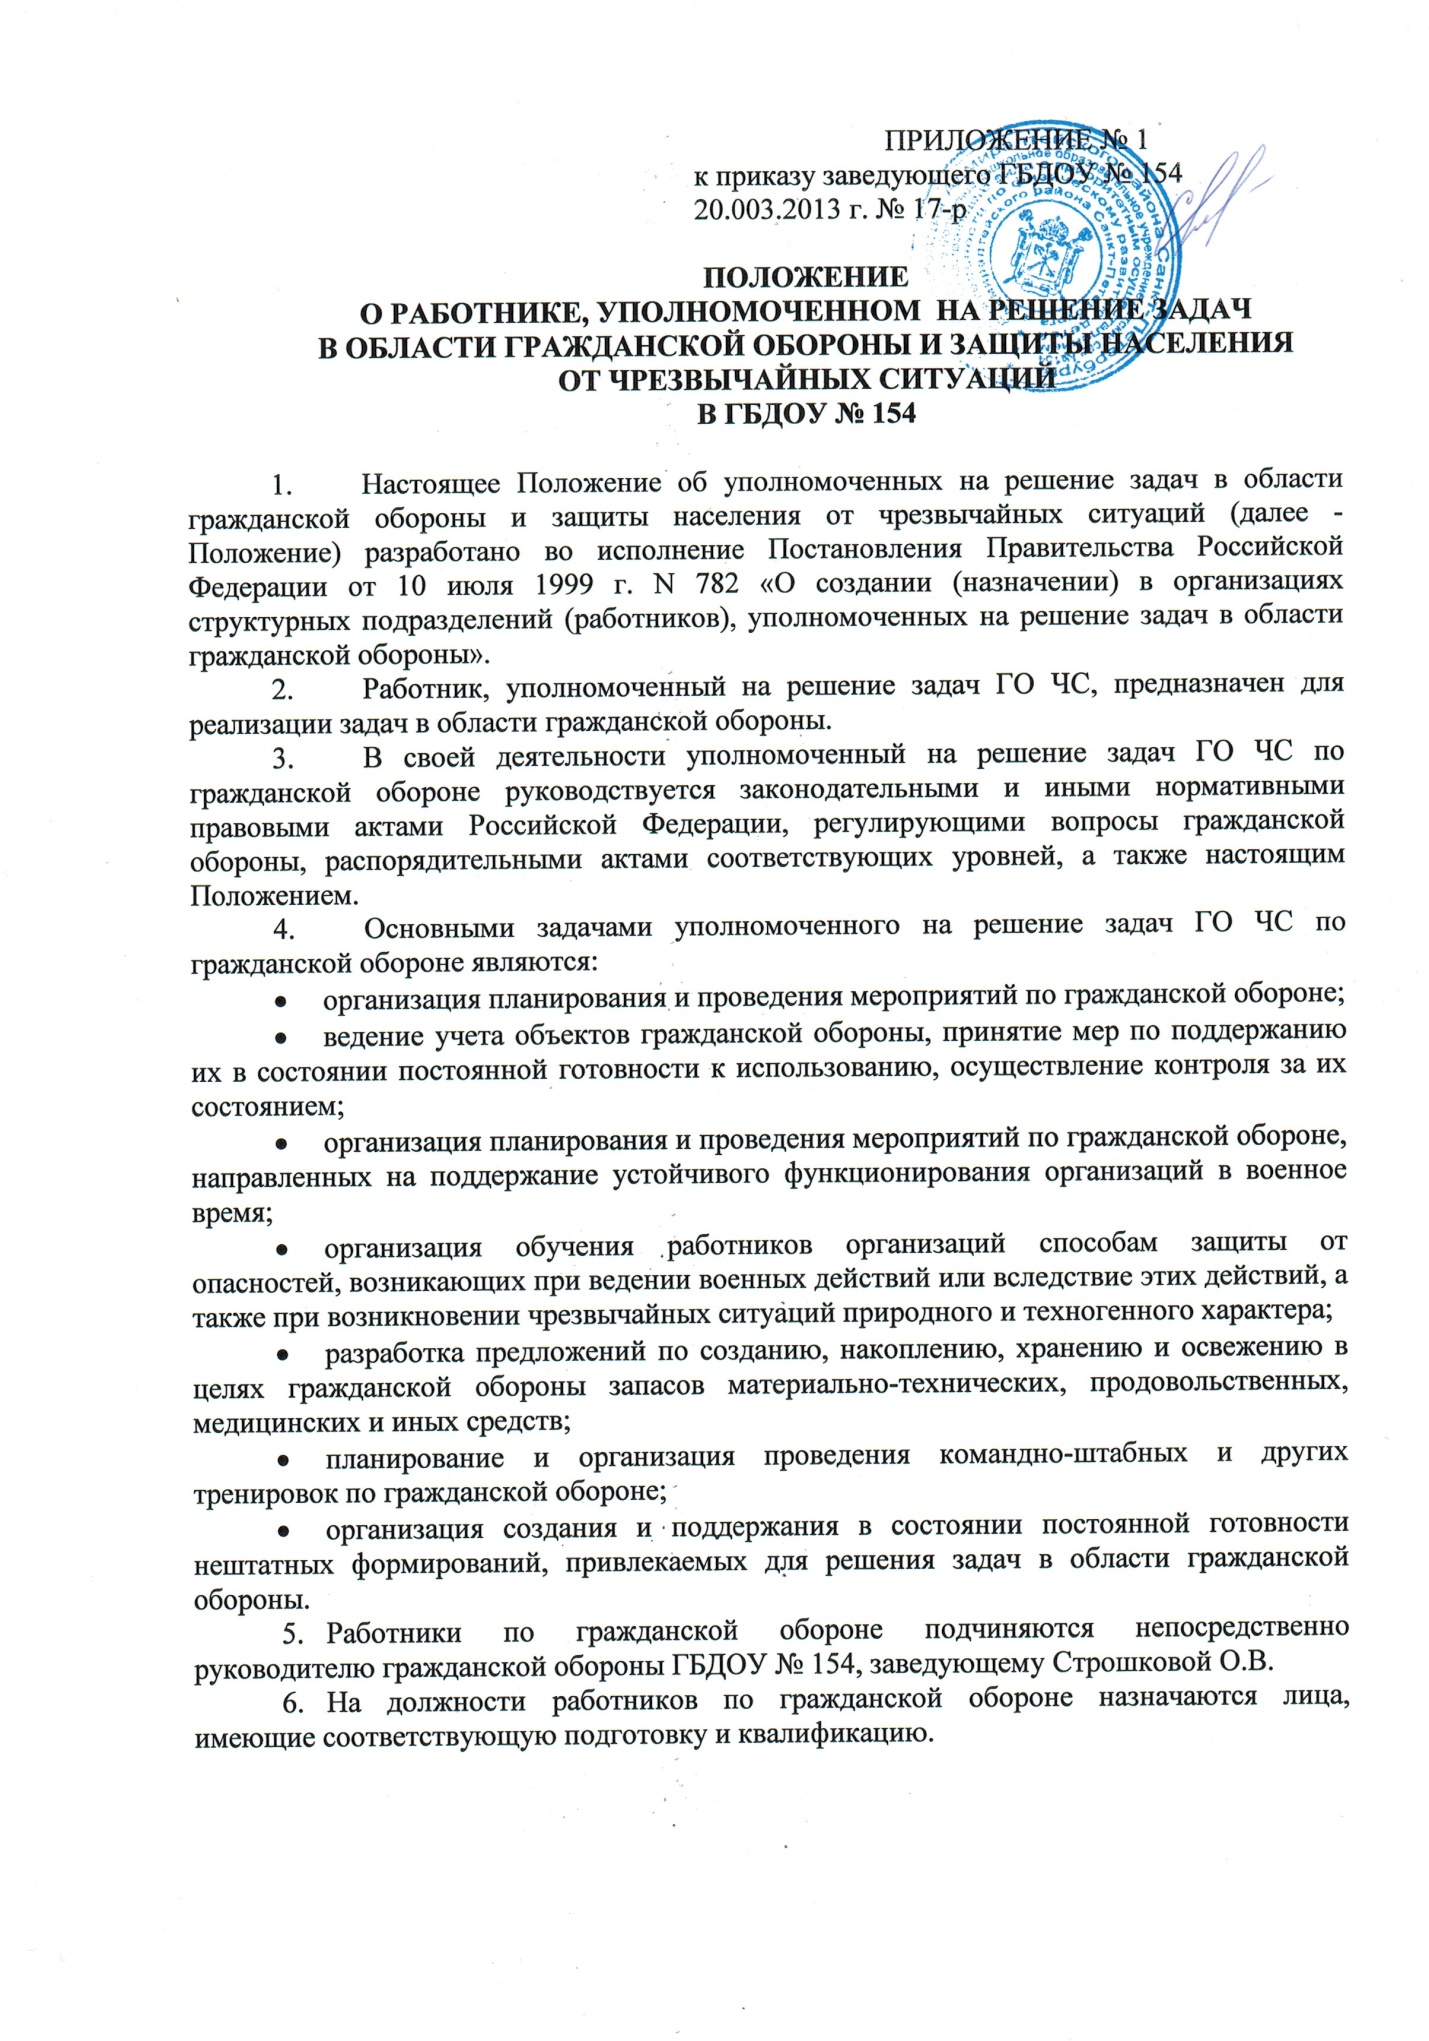 ПРИЛОЖЕНИЕ № 1
к приказу заведующего ГБДОУ № 154
20.003.2013 г. № 17-р
ПОЛОЖЕНИЕ
О РАБОТНИКЕ, УПОЛНОМОЧЕННОМ НА РЕШЕНИЕ ЗАДАЧ
В ОБЛАСТИ ГРАЖДАНСКОЙ ОБОРОНЫ И ЗАЩИТЫ НАСЕЛЕНИЯ
ОТ ЧРЕЗВЫЧАЙНЫХ СИТУАЦИЙ
В ГБДОУ № 154
1. Настоящее Положение об уполномоченных на решение задач в области
гражданской обороны и защиты населения от чрезвычайных ситуаций (далее -
Положение) разработано во исполнение Постановления Правительства Российской
Федерации от 10 июля 1999 г. N 782 «О создании (назначении) в организациях
структурных подразделений (работников), уполномоченных на решение задач в области
гражданской обороны».
2. Работник, уполномоченный на решение задач ГО ЧС, предназначен для
реализации задач в области гражданской обороны.
3. В своей деятельности уполномоченный на решение задач ГО ЧС по
гражданской обороне руководствуется законодательными и иными нормативными
правовыми актами Российской Федерации, регулирующими вопросы гражданской
обороны, распорядительными актами соответствующих уровней, а также настоящим
Положением.
4. Основными задачами уполномоченного на решение задач ГО ЧС по
гражданской обороне являются:
• организация планирования и проведения мероприятий по гражданской обороне;
• ведение учета объектов гражданской обороны, принятие мер по поддержанию
их в состоянии постоянной готовности к использованию, осуществление контроля за их
состоянием;
• организация планирования и проведения мероприятий по гражданской обороне,
направленных на поддержание устойчивого функционирования организаций в военное
время;
• организация обучения работников организаций способам защиты от
опасностей, возникающих при ведении военных действий или вследствие этих действий, а
также при возникновении чрезвычайных ситуаций природного и техногенного характера;
• разработка предложений по созданию, накоплению, хранению и освежению в
целях гражданской обороны запасов материально-технических, продовольственных,
медицинских и иных средств;
• планирование и организация проведения командно-штабных и других
тренировок по гражданской обороне;
• организация создания и поддержания в состоянии постоянной готовности
нештатных формирований, привлекаемых для решения задач в области гражданской
обороны.
5. Работники по гражданской обороне подчиняются непосредственно
руководителю гражданской обороны ГБДОУ № 154, заведующему Строшковой О.В.
6. На должности работников по гражданской обороне назначаются лица,
имеющие соответствующую подготовку и квалификацию.